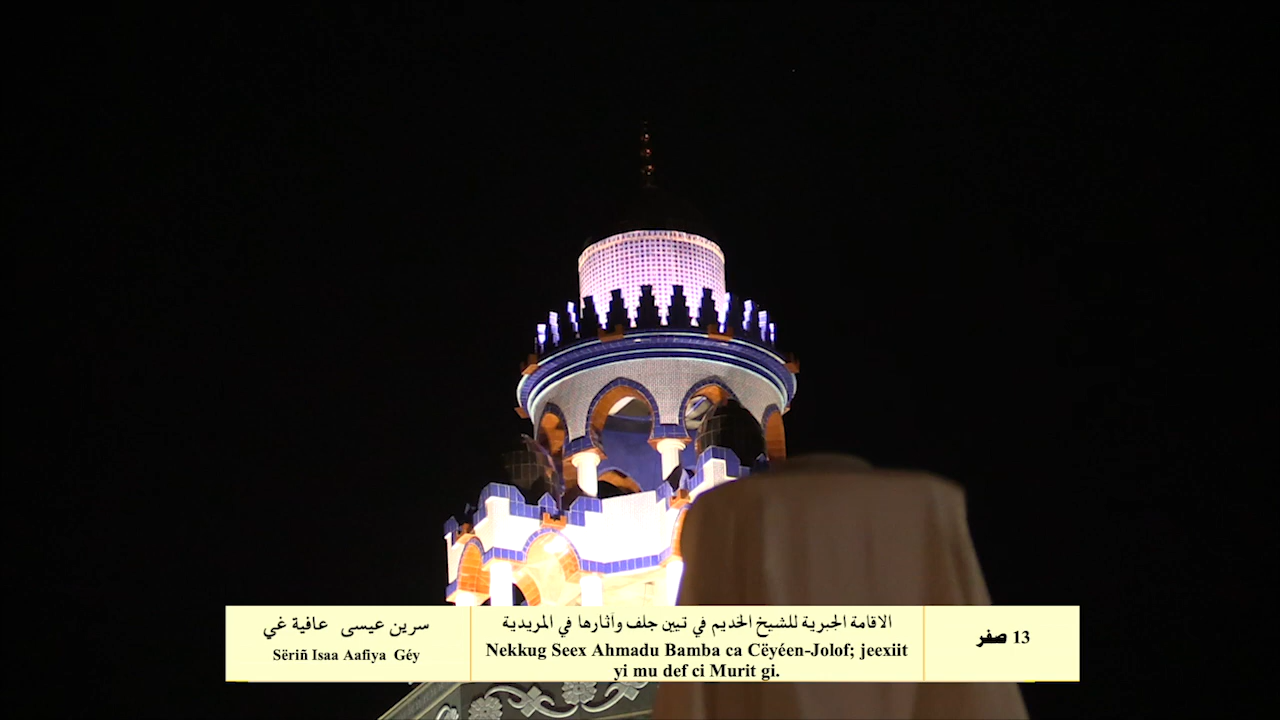 سرين عيسى عافية غي
Sëriñ Isaa Aafiya Géy
الاقامة الجبرية للشيخ الخديم في تيين جلف وآثارها في المريدية
Nekkug Seex Ahmadu Bamba ca Cëyéen-Jolof; jeexiit
yi mu def ci Murit gi.
13 صفر